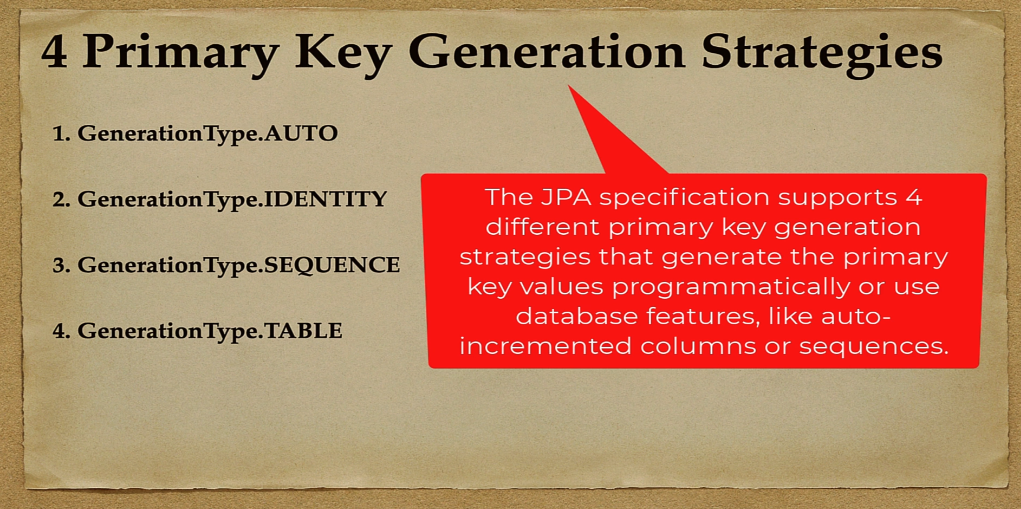 4 Primary Key Generation Strategies
1. GenerationType.AUTO
2. GenerationType.IDENTITY
3. GenerationType.SEQUENCE
4. GenerationType.TABLE
The JPA specification supports 4
different primary key generation
strategies that generate the primary
key values programmatically or use
database features, like auto-
incremented columns or sequences.